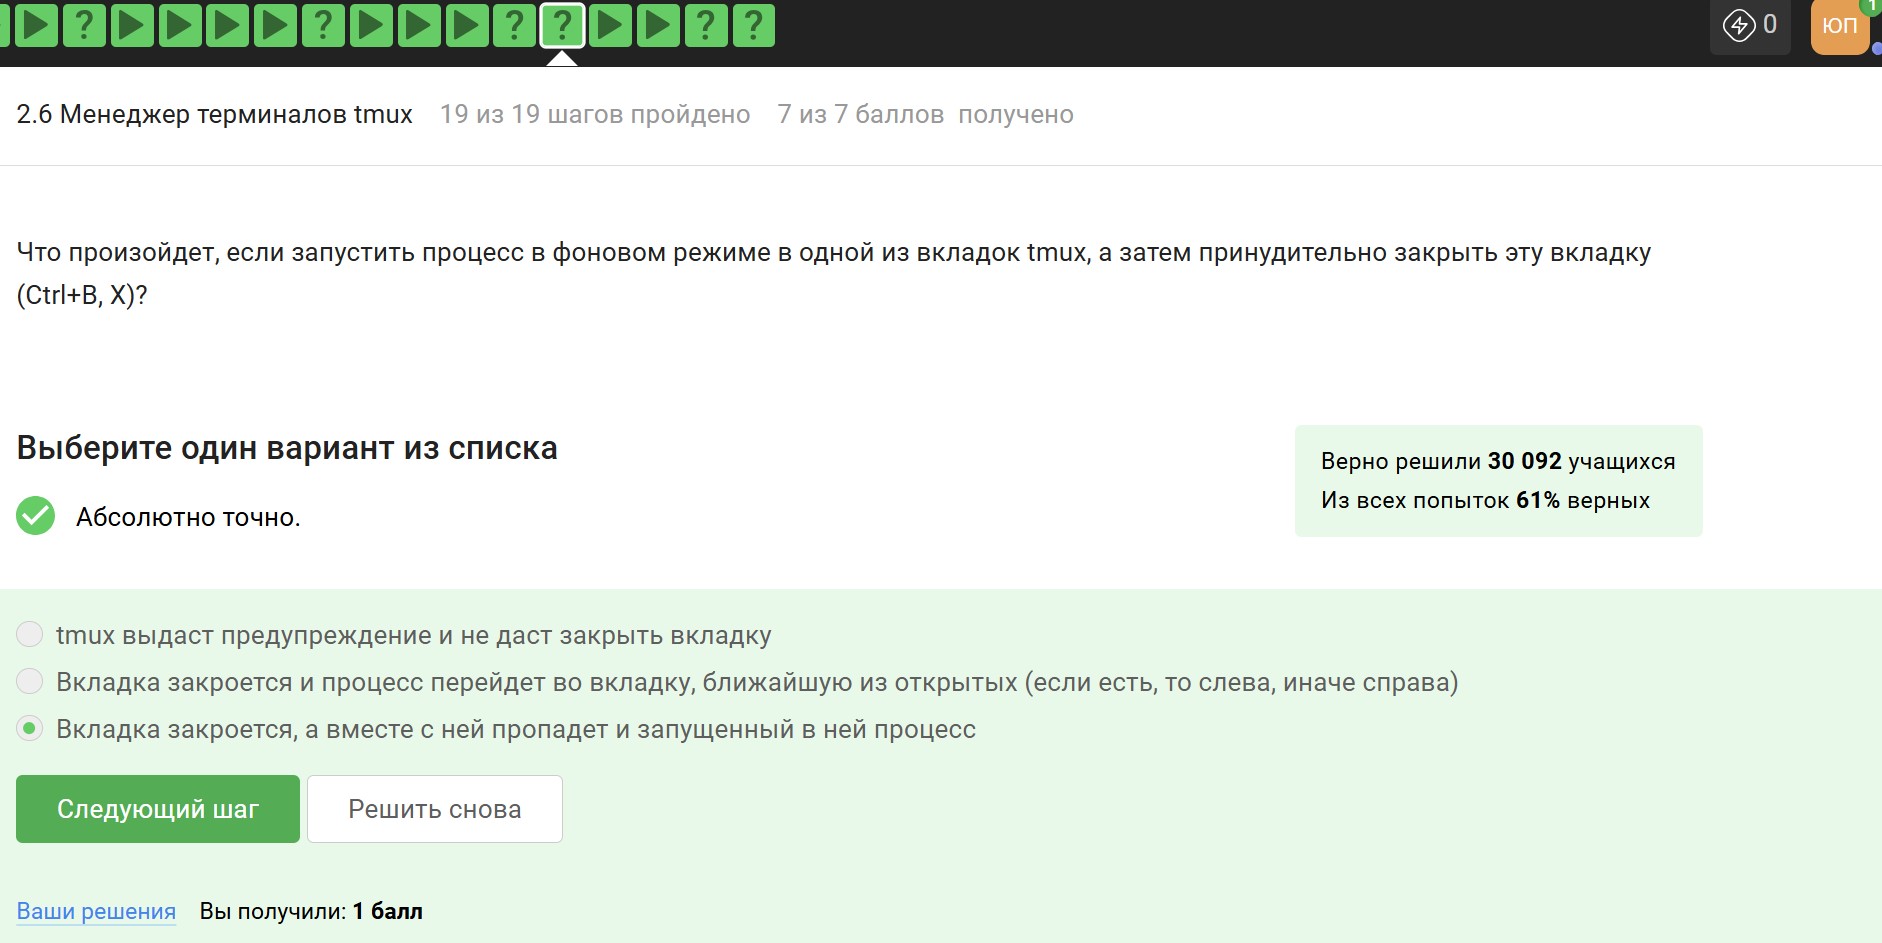 ? ? ? ? ? ?
0
ЮП
1
2.6 Менеджер терминалов tmux 19 из 19 шагов пройдено 7 из 7 баллов получено
Что произойдет, если запустить процесс в фоновом режиме в одной из вкладок tmux, а затем принудительно закрыть эту вкладку
(Ctrl+B, X)?
Выберите один вариант из списка
Абсолютно точно.
Верно решили 30 092 учащихся
Из всех попыток 61% верных
tmux выдаст предупреждение и не даст закрыть вкладку
Вкладка закроется и процесс перейдет во вкладку, ближайшую из открытых (если есть, то слева, иначе справа)
Вкладка закроется, а вместе с ней пропадет и запущенный в ней процесс
Следующий шаг Решить снова
Ваши решения Вы получили: 1 балл